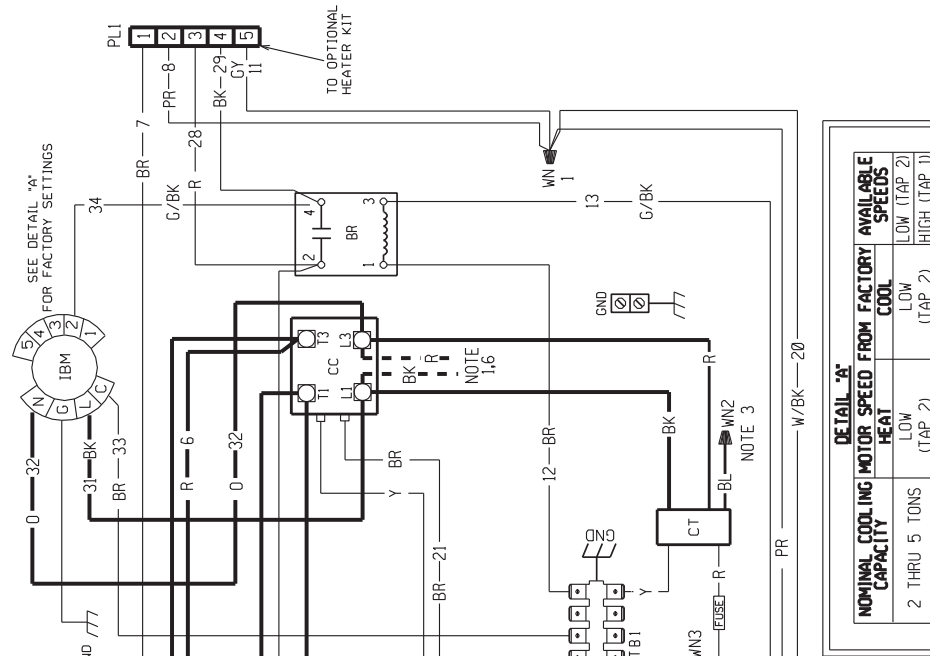 PL1
1
2
3
4
5
TO OPTIONAL
HEATER KIT
PR 8
BK 29
GY 11
BR 7
R 28
SEE DETAIL "A"
FOR FACTORY SETTINGS
34
G/BK
WN
1
13
G/BK
4
3
BR
2
1
IBM
5
4
3
2
1
N
G
L
C
GND
T3
L3
CC
T1
L1
BK
R
NOTE
1,6
O 32
31 BK
BR 33
R 6
O 32
BR
Y
12 BR
BR 21
R
BK
BL
WN2
NOTE 3
CT
GND
Y
R
FUSE
TB1
WN3
PR
W/BK 20
ND
DETAIL "A"
NOMINAL COOLING CAPACITY
MOTOR SPEED FROM FACTORY
AVAILABLE SPEEDS
HEAT
COOL
2 THRU 5 TONS
LOW
(TAP 2)
LOW
(TAP 2)
LOW (TAP 2)
HIGH (TAP 1)